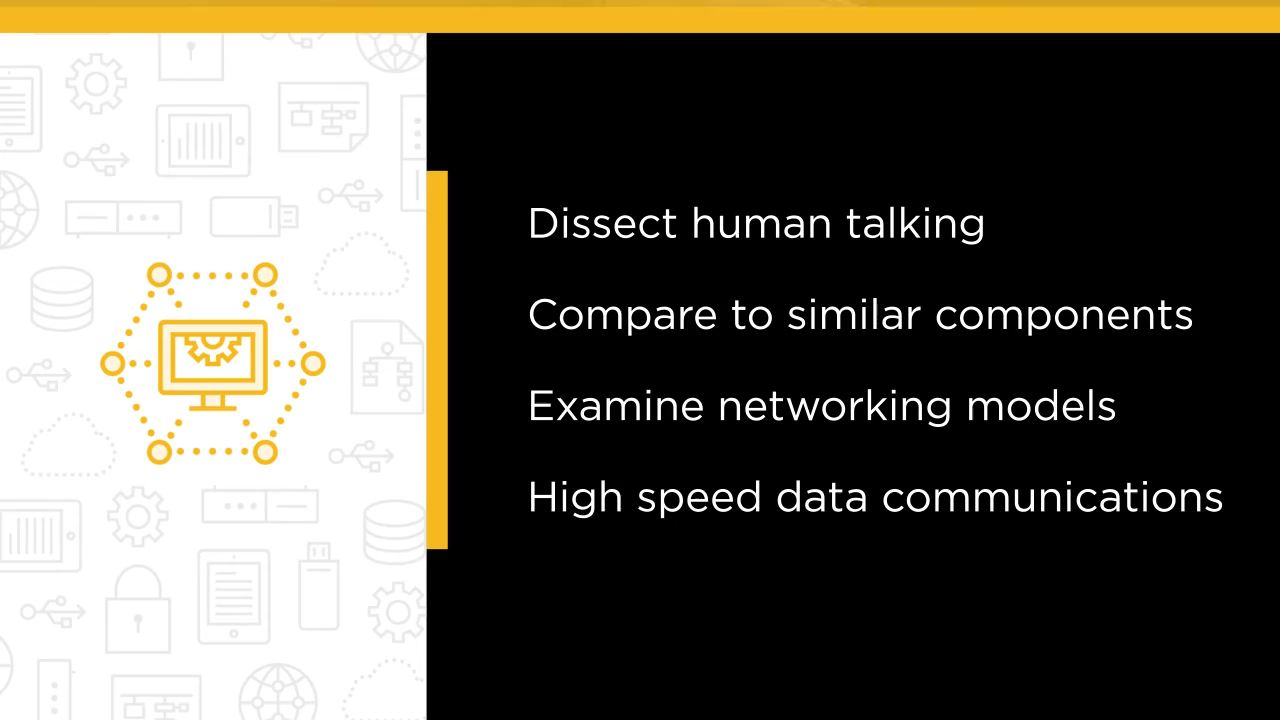 Dissect human talking
Compare to similar components
Examine networking models
High speed data communications